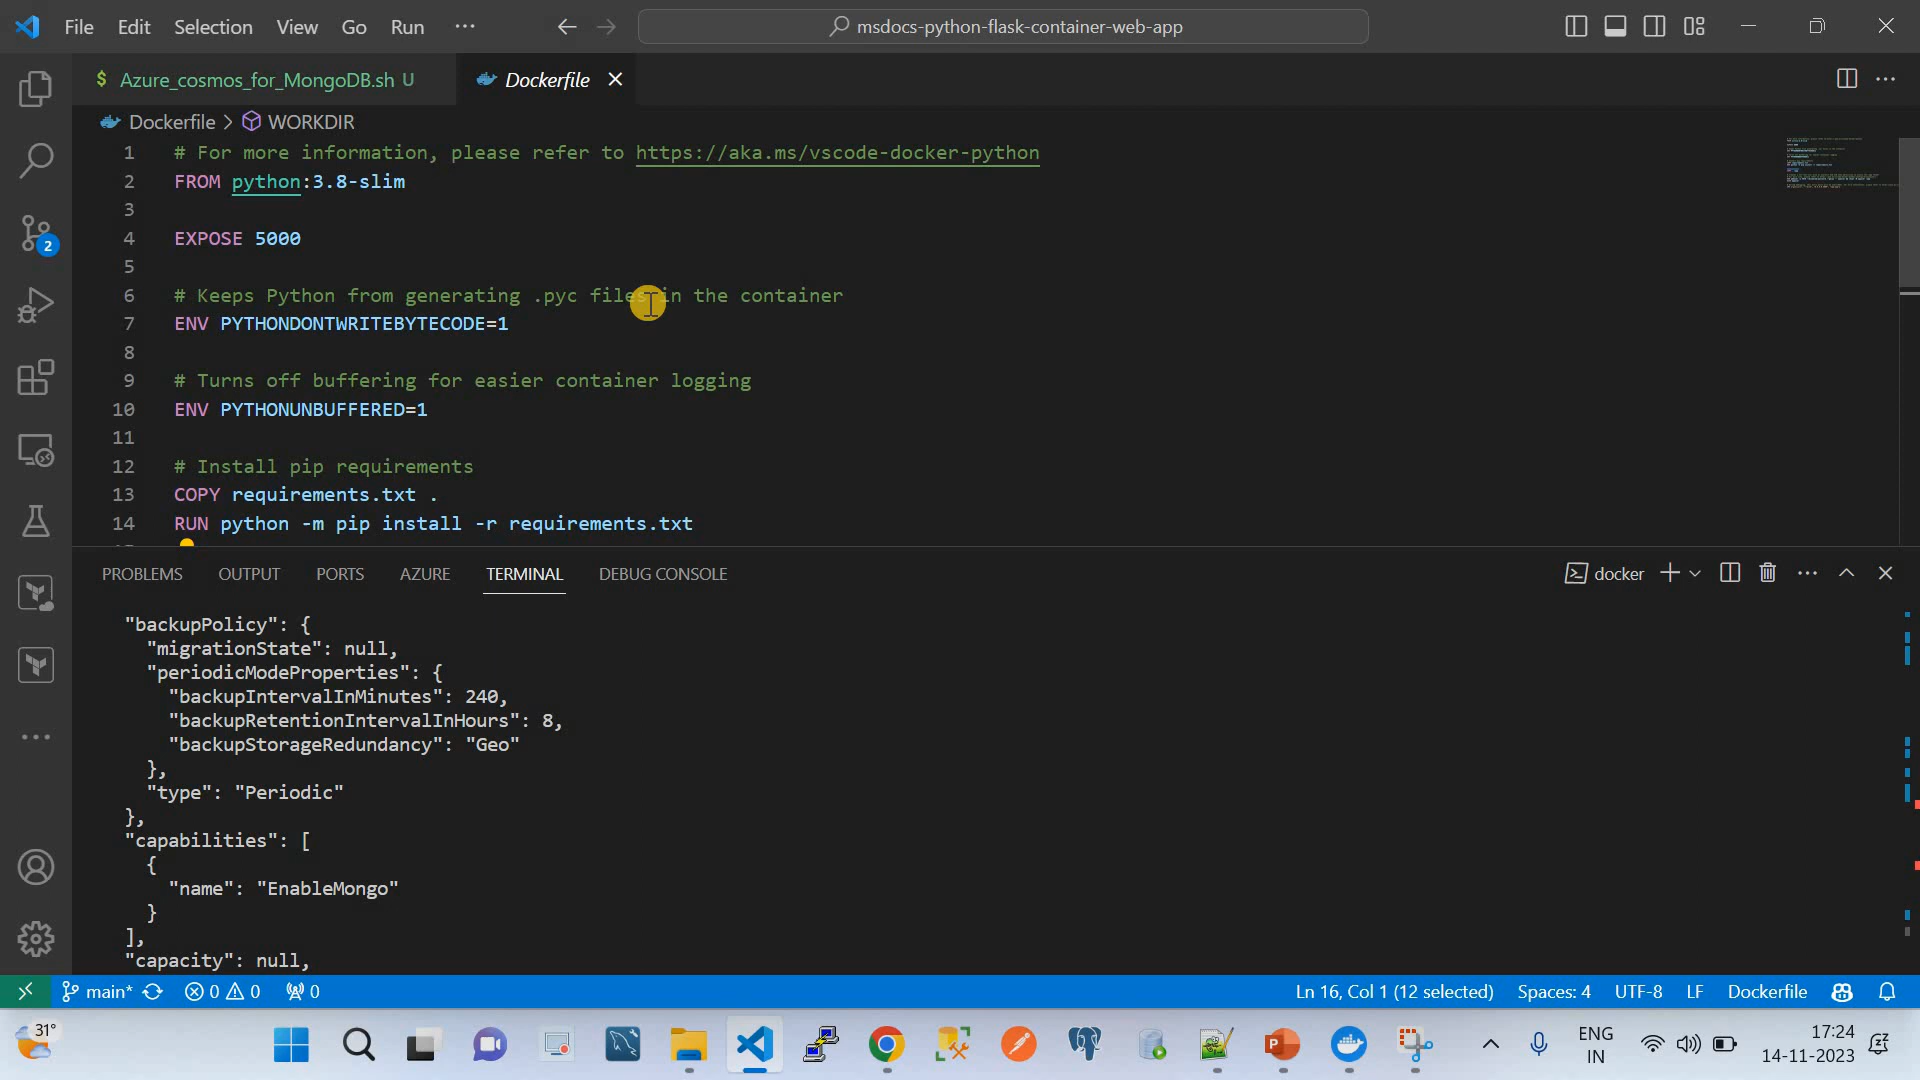 File Edit Selection View Go Run ··· msdocs-python-flask-container-web-app
$ Azure_cosmos_for_MongoDB.sh U Dockerfile
Dockerfile > WORKDIR
1 # For more information, please refer to https://aka.ms/vscode-docker-python
2 FROM python:3.8-slim
3
4 EXPOSE 5000
5
6 # Keeps Python from generating .pyc files in the container
7 ENV PYTHONDONTWRITEBYTECODE=1
8
9 # Turns off buffering for easier container logging
10 ENV PYTHONUNBUFFERED=1
11
12 # Install pip requirements
13 COPY requirements.txt .
14 RUN python -m pip install -r requirements.txt
2
PROBLEMS OUTPUT PORTS AZURE TERMINAL DEBUG CONSOLE docker
"backupPolicy": {
"migrationState": null,
"periodicModeProperties": {
"backupIntervalInMinutes": 240,
"backupRetentionIntervalInHours": 8,
"backupStorageRedundancy": "Geo"
},
"type": "Periodic"
},
"capabilities": [
{
"name": "EnableMongo"
}
],
"capacity": null,
main* 0 0 0 Ln 16, Col 1 (12 selected) Spaces: 4 UTF-8 LF Dockerfile
31° ENG 17:24
IN 14-11-2023